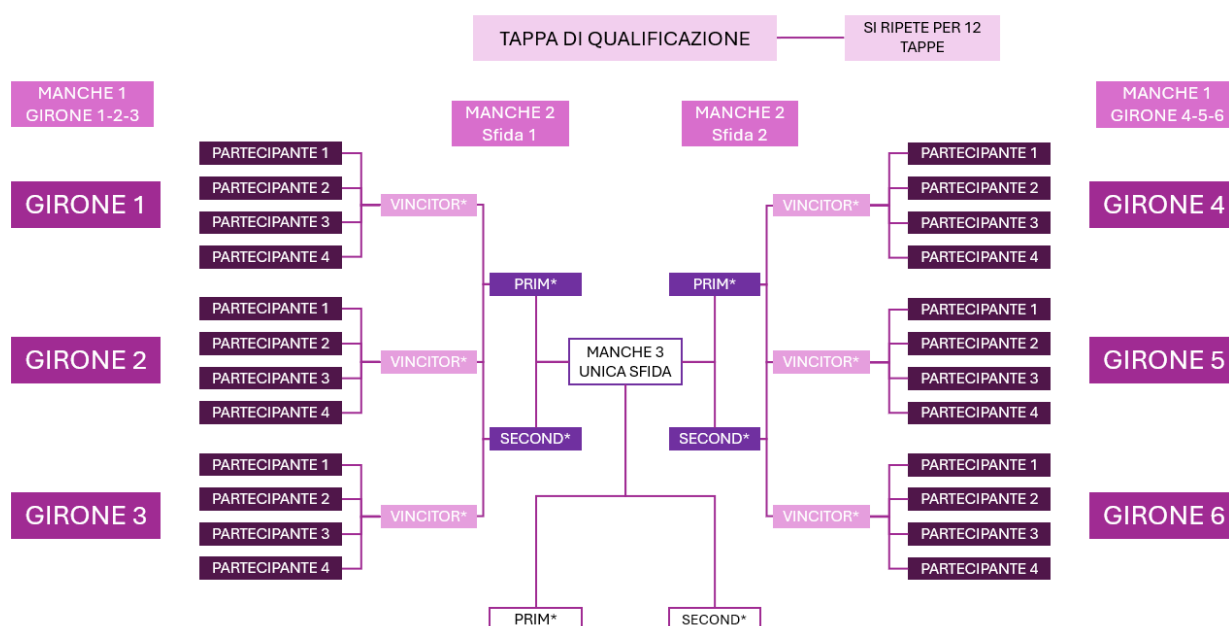 TAPPA DI QUALIFICAZIONE
SI RIPETE PER 12
TAPPE
MANCHE 1
GIRONE 1-2-3
MANCHE 2
Sfida 1
MANCHE 2
Sfida 2
MANCHE 1
GIRONE 4-5-6
GIRONE 1
PARTECIPANTE 1
PARTECIPANTE 2
PARTECIPANTE 3
PARTECIPANTE 4
VINCITOR*
GIRONE 2
PARTECIPANTE 1
PARTECIPANTE 2
PARTECIPANTE 3
PARTECIPANTE 4
VINCITOR*
GIRONE 3
PARTECIPANTE 1
PARTECIPANTE 2
PARTECIPANTE 3
PARTECIPANTE 4
VINCITOR*
PRIM*
SECOND*
MANCHE 3
UNICA SFIDA
PRIM*
SECOND*
VINCITOR*
PARTECIPANTE 1
PARTECIPANTE 2
PARTECIPANTE 3
PARTECIPANTE 4
GIRONE 4
VINCITOR*
PARTECIPANTE 1
PARTECIPANTE 2
PARTECIPANTE 3
PARTECIPANTE 4
GIRONE 5
VINCITOR*
PARTECIPANTE 1
PARTECIPANTE 2
PARTECIPANTE 3
PARTECIPANTE 4
GIRONE 6
PRIM*
SECOND*